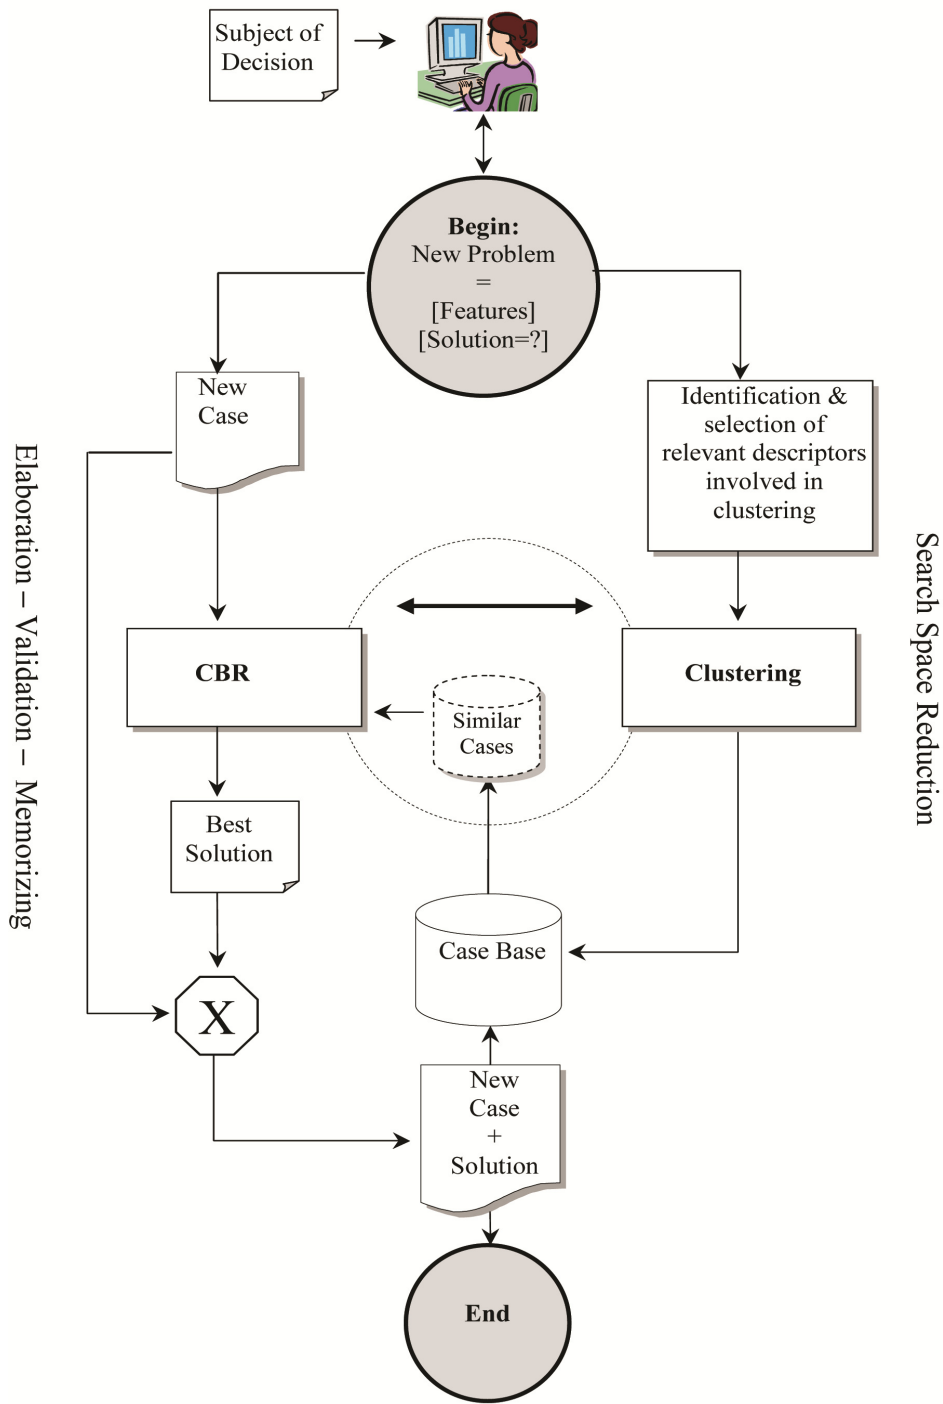 Subject of
Decision
Begin:
New Problem
=
[Features]
[Solution=?]
New
Case
Identification &
selection of
relevant descriptors
involved in
clustering
Elaboration – Validation – Memorizing
Search Space Reduction
CBR
Clustering
Similar
Cases
Best
Solution
Case Base
X
New
Case
+
Solution
End